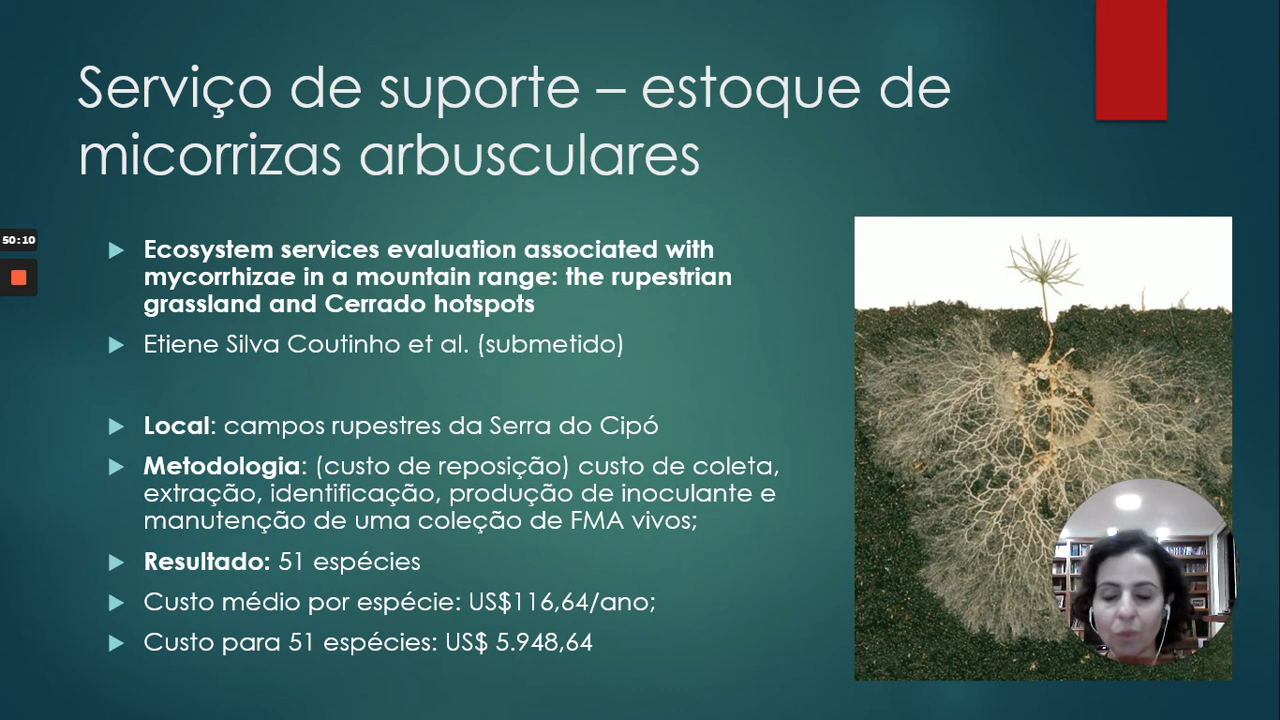 Serviço de suporte – estoque de
micorrizas arbusculares
50:10
Ecosystem services evaluation associated with
mycorrhizae in a mountain range: the rupestrian
grassland and Cerrado hotspots
Etiene Silva Coutinho et al. (submetido)
Local: campos rupestres da Serra do Cipó
Metodologia: (custo de reposição) custo de coleta,
extração, identificação, produção de inoculante e
manutenção de uma coleção de FMA vivos;
Resultado: 51 espécies
Custo médio por espécie: US$116,64/ano;
Custo para 51 espécies: US$ 5.948,64